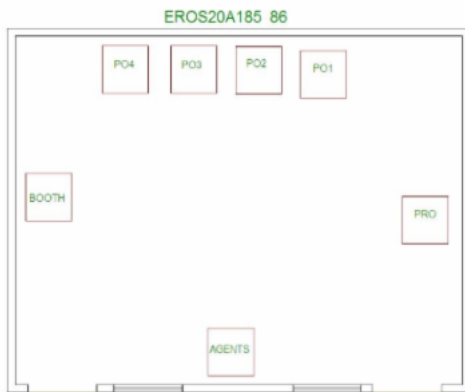 EROS20A185 86
PO4 PO3 PO2 PO1
BOOTH
PRO
AGENTS